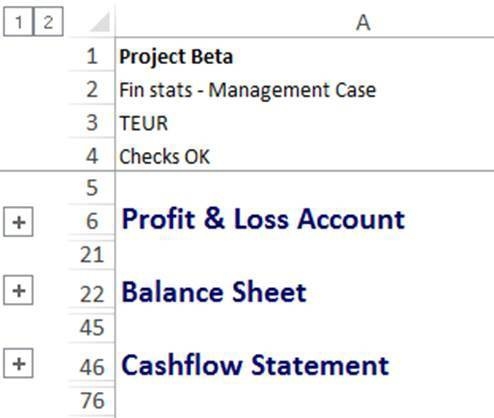 1 2 A
1 Project Beta
2 Fin stats - Management Case
3 TEUR
4 Checks OK
5
+ 6 Profit & Loss Account
21
+ 22 Balance Sheet
45
+ 46 Cashflow Statement
76